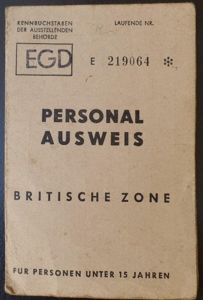 KENNBUCHSTABEN
DER AUSSTELLENDEN
BEHÖRDE
LAUFENDE NR.
EGD E 219064 *
PERSONAL
AUSWEIS
BRITISCHE ZONE
FÜR PERSONEN UNTER 15 JAHREN